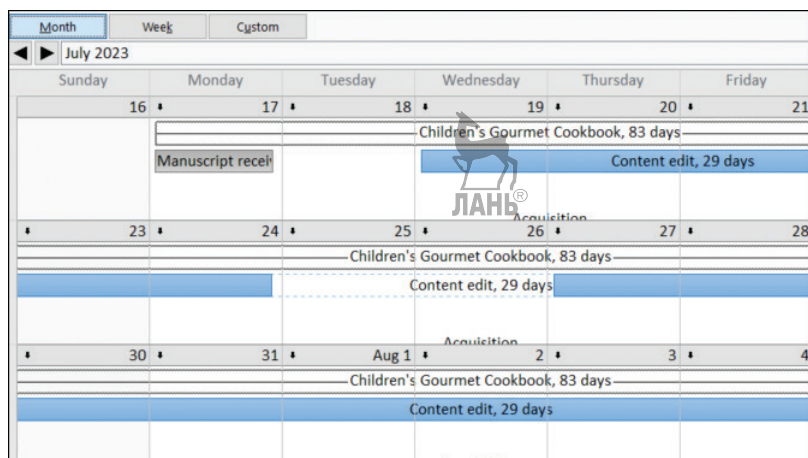 Month Week Custom
July 2023
Sunday Monday Tuesday Wednesday Thursday Friday
16 17 18 19 20 21
Children's Gourmet Cookbook, 83 days
Manuscript recei Content edit, 29 days
ЛАНЬ®
Acquisition
23 24 25 26 27 28
Children's Gourmet Cookbook, 83 days
Content edit, 29 days
Acquisition
30 31 Aug 1 2 3 4
Children's Gourmet Cookbook, 83 days
Content edit, 29 days